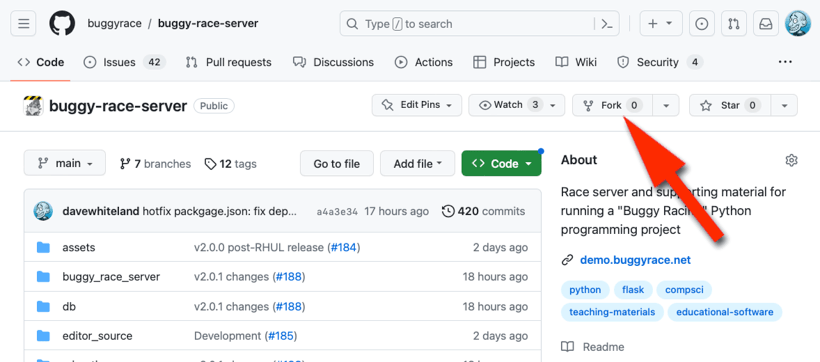 buggyrace / buggy-race-server
Type / to search
Code
Issues 42
Pull requests
Discussions
Actions
Projects
Wiki
Security 4
buggy-race-server Public
Edit Pins
Watch 3
Fork 0
Star 0
main
7 branches
12 tags
Go to file
Add file
Code
davewhiteland hotfix packgage.json: fix dep... a4a3e34 17 hours ago 420 commits
assets v2.0.0 post-RHUL release (#184) 2 days ago
buggy_race_server v2.0.1 changes (#188) 18 hours ago
db v2.0.1 changes (#188) 18 hours ago
editor_source Development (#185) 2 days ago
About
Race server and supporting material for
running a "Buggy Python
programming project
demo.buggyrace.net
python flask compsci
teaching-materials educational-software
Readme